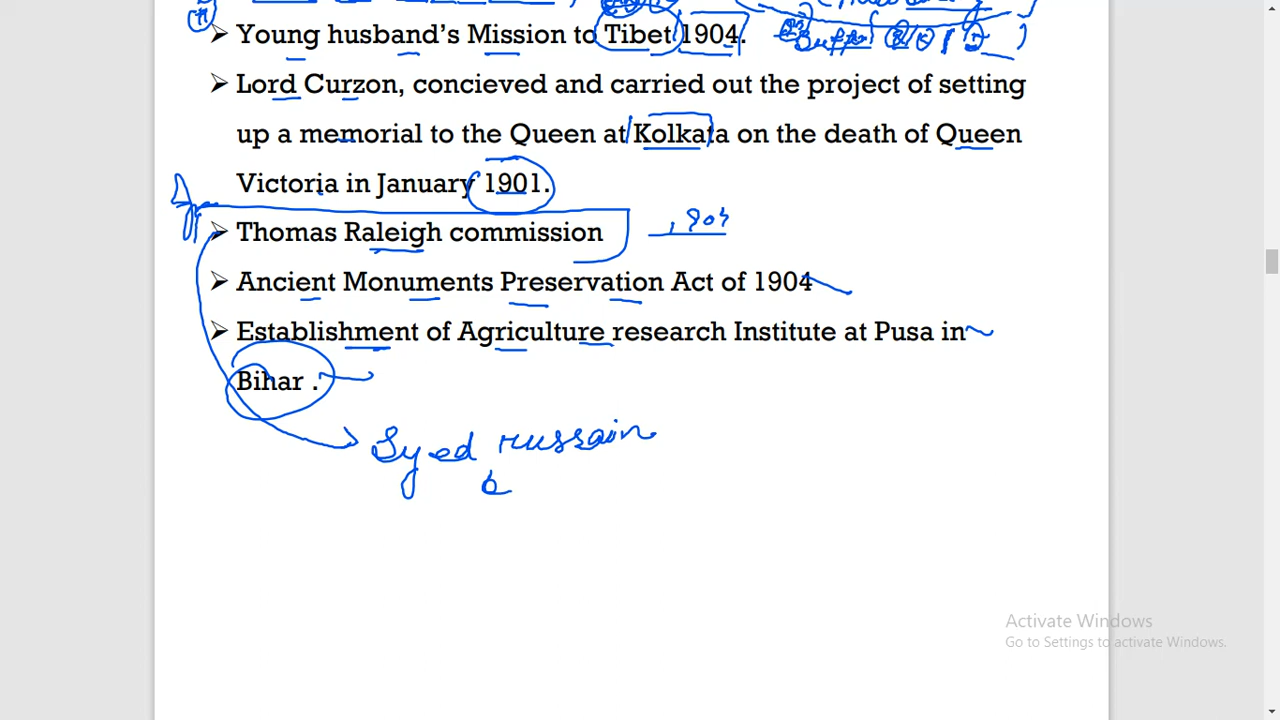 ➢ Young husband's Mission to Tibet 1904.
➢ Lord Curzon, concieved and carried out the project of setting
up a memorial to the Queen at Kolkata on the death of Queen
Victoria in January 1901.
➢ Thomas Raleigh commission
➢ Ancient Monuments Preservation Act of 1904
➢ Establishment of Agriculture research Institute at Pusa in
Bihar .
Syed Hussain
Activate Windows
Go to Settings to activate Windows.